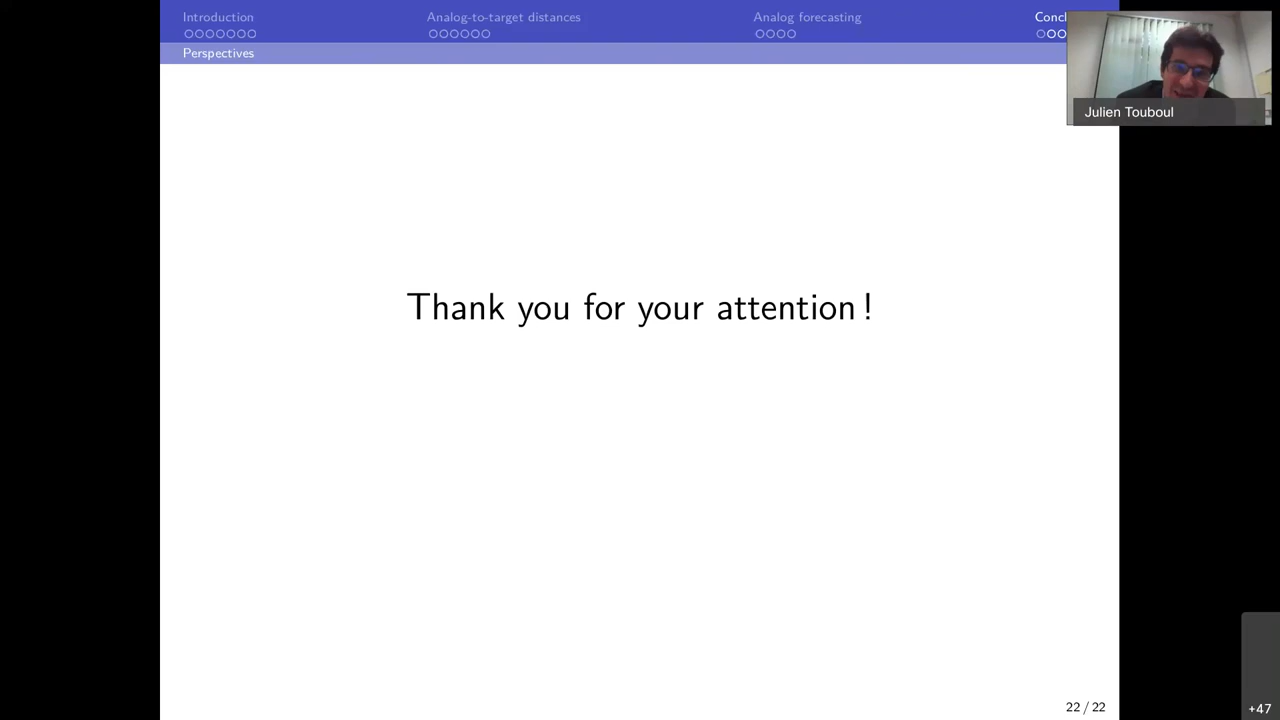 Introduction
Analog-to-target distances
Analog forecasting
Concl
Perspectives
Julien Touboul
Thank you for your attention !
22 / 22
+47